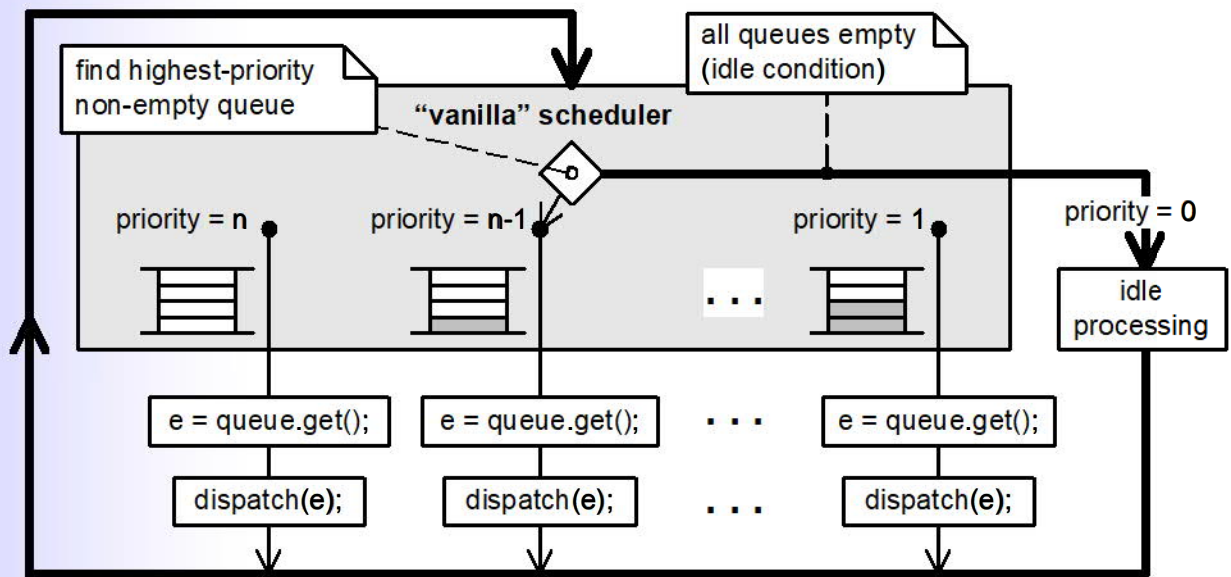 find highest-priority
non-empty queue
all queues empty
(idle condition)
“vanilla” scheduler
priority = n
priority = n-1
priority = 1
priority = 0
. . .
idle
processing
e = queue.get();
e = queue.get();
. . .
e = queue.get();
dispatch(e);
dispatch(e);
. . .
dispatch(e);